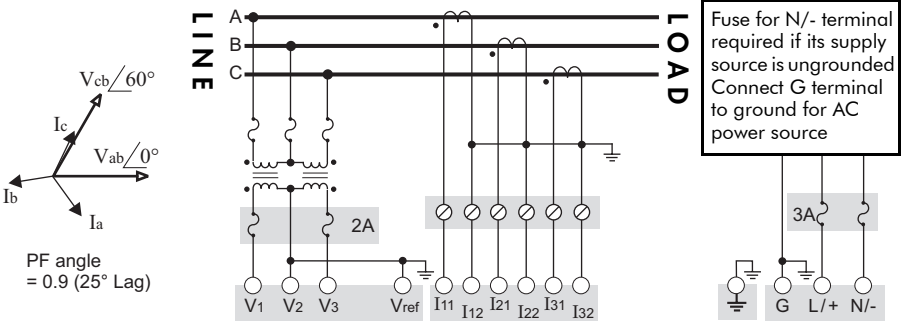 LINE
A
B
C
LOAD
Fuse for N/- terminal
required if its supply
source is ungrounded
Connect G terminal
to ground for AC
power source
Vcb/60°
Ic
Vab/0°
Ib
Ia
PF angle
= 0.9 (25° Lag)
2A
3A
V1 V2 V3 Vref I11 I12 I21 I22 I31 I32 G L/+ N/-